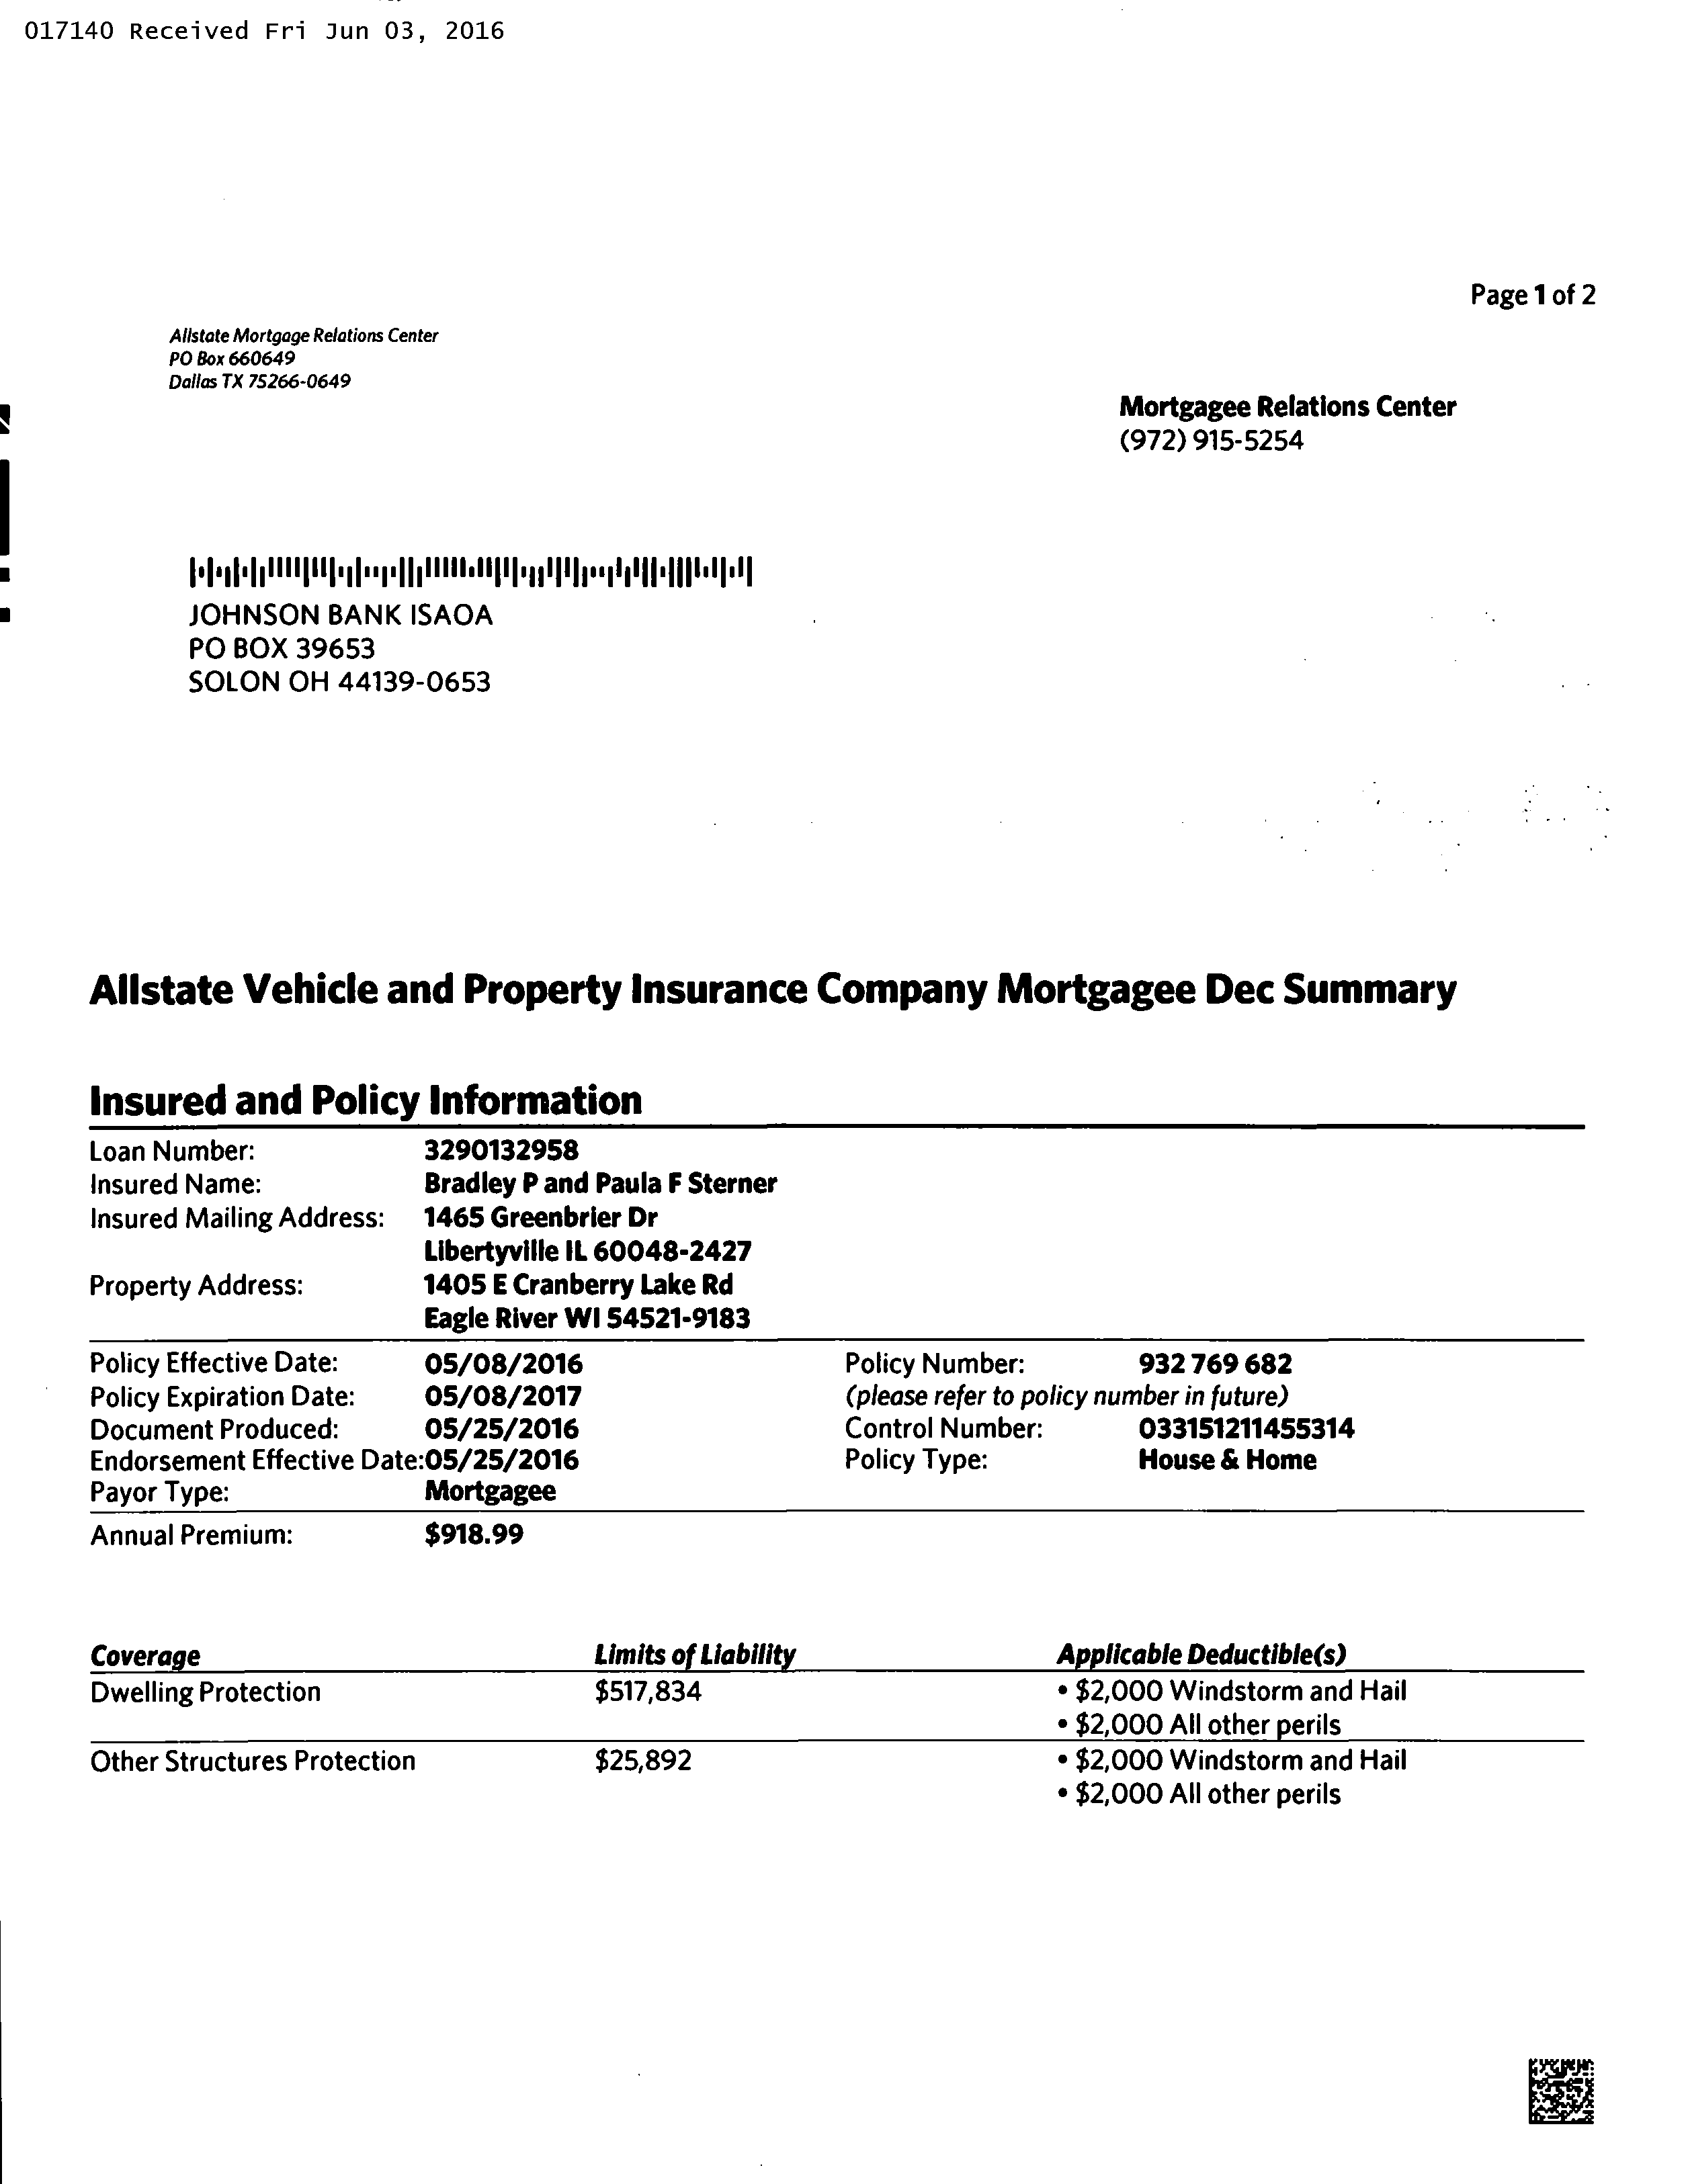 017140 Received Fri Jun 03, 2016
Page 1 of 2
Allstate Mortgage Relations Center
PO Box 660649
Dallas TX 75266-0649
Mortgagee Relations Center
(972) 915-5254
JOHNSON BANK ISAOA
PO BOX 39653
SOLON OH 44139-0653
Allstate Vehicle and Property Insurance Company Mortgagee Dec Summary
Insured and Policy Information
Loan Number: 3290132958
Insured Name: Bradley P and Paula F Sterner
Insured Mailing Address: 1465 Greenbrier Dr
Libertyville IL 60048-2427
Property Address: 1405 E Cranberry Lake Rd
Eagle River WI 54521-9183
Policy Effective Date: 05/08/2016 Policy Number: 932 769 682
Policy Expiration Date: 05/08/2017 (please refer to policy number in future)
Document Produced: 05/25/2016 Control Number: 033151211455314
Endorsement Effective Date: 05/25/2016 Policy Type: House & Home
Payor Type: Mortgagee
Annual Premium: $918.99
Coverage Limits of Liability Applicable Deductible(s)
Dwelling Protection $517,834 • $2,000 Windstorm and Hail
• $2,000 All other perils
Other Structures Protection $25,892 • $2,000 Windstorm and Hail
• $2,000 All other perils